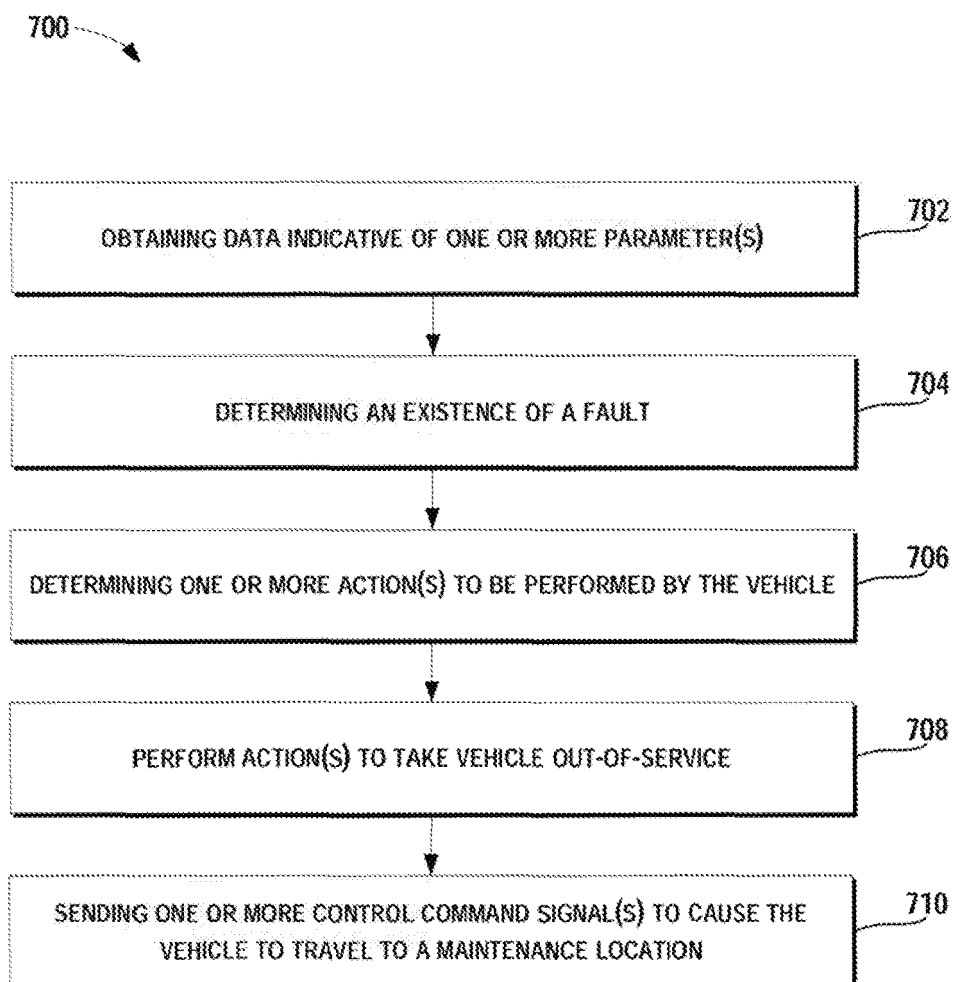 700
OBTAINING DATA INDICATIVE OF ONE OR MORE PARAMETER(S)
702
DETERMINING AN EXISTENCE OF A FAULT
704
DETERMINING ONE OR MORE ACTION(S) TO BE PERFORMED BY THE VEHICLE
706
PERFORM ACTION(S) TO TAKE VEHICLE OUT-OF-SERVICE
708
SENDING ONE OR MORE CONTROL COMMAND SIGNAL(S) TO CAUSE THE
VEHICLE TO TRAVEL TO A MAINTENANCE LOCATION
710